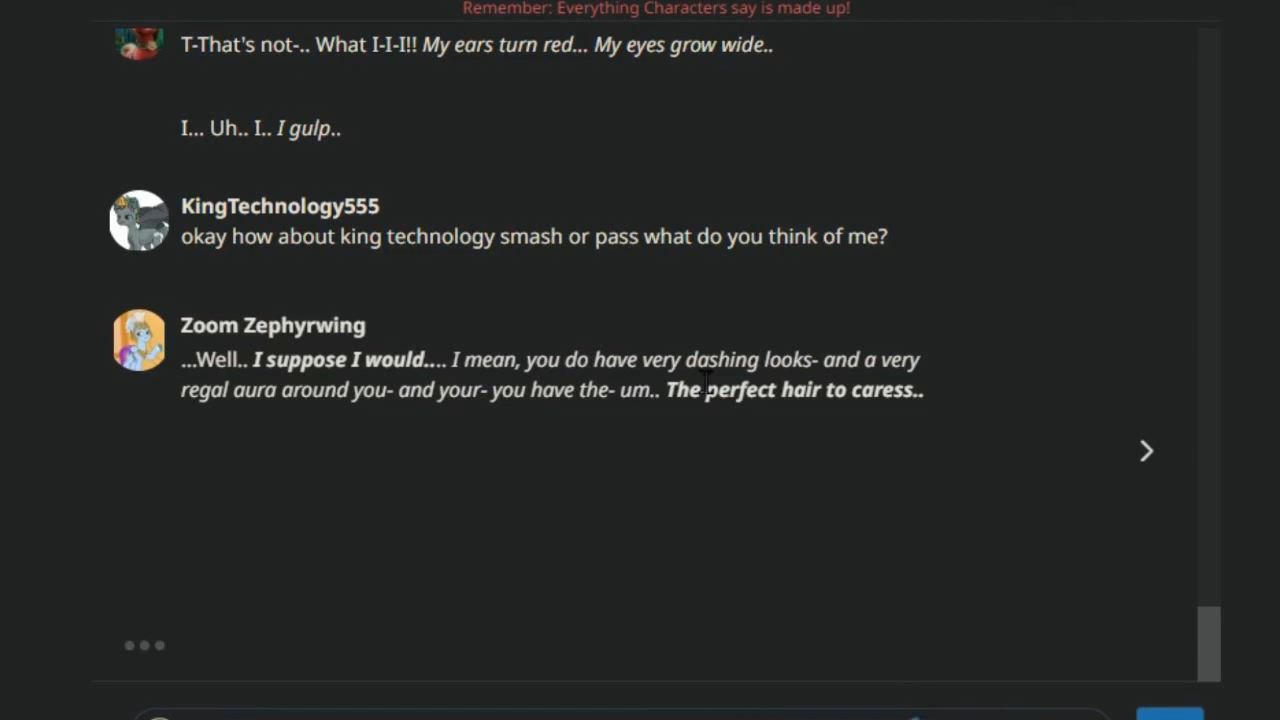 Remember: Everything Characters say is made up!
T-That's not-.. What I-I-I!! My ears turn red... My eyes grow wide..
I... Uh.. I.. I gulp..
KingTechnology555
okay how about king technology smash or pass what do you think of me?
Zoom Zephyrwing
...Well.. I suppose I would.... I mean, you do have very dashing looks- and a very
regal aura around you- and your- you have the- um.. The perfect hair to caress..